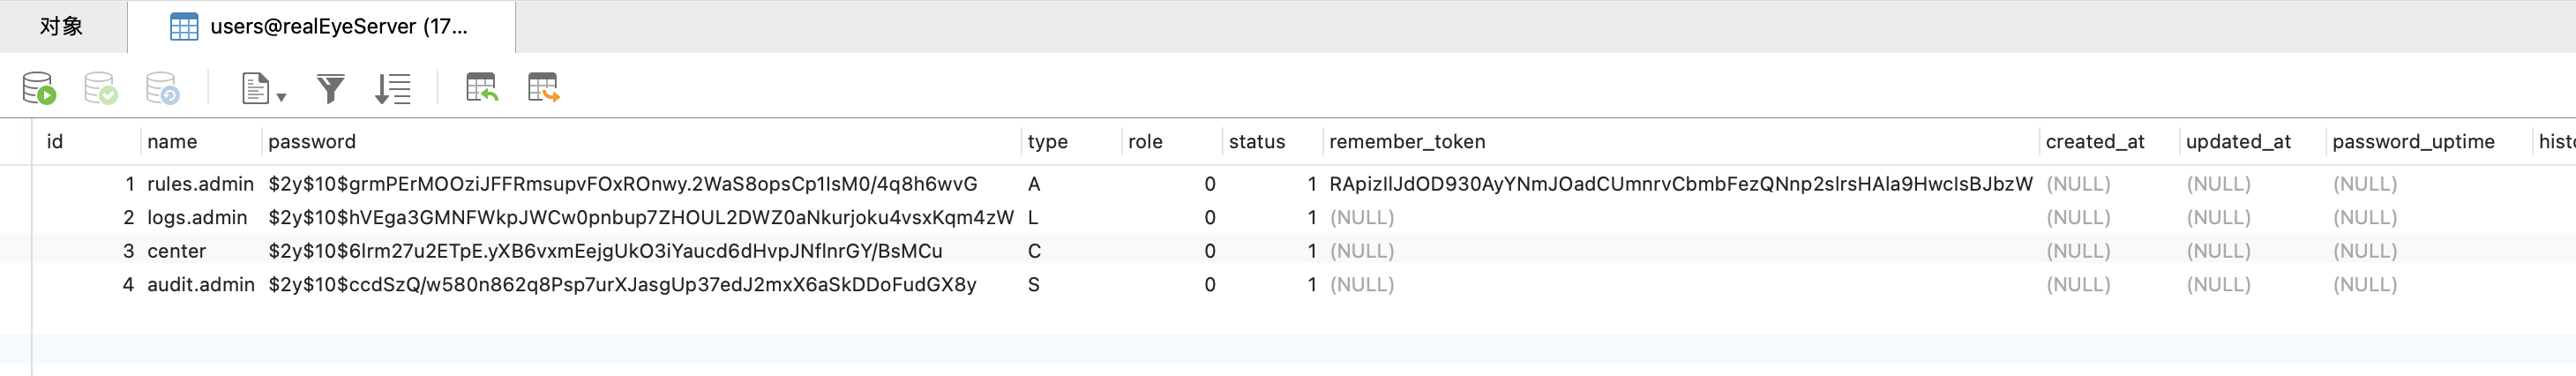 对象 users@realEyeServer (17...
id name password type role status remember_token created_at updated_at password_uptime histo
1 rules.admin $2y$10$grmPErMOOziJFFRmsupvFOxROnwy.2WaS8opsCp1lsM0/4q8h6wvG A 0 1 RApizIlJdOD930AyYNmJOadCUmnrvCbmbFezQNnp2slrsHAla9HwcIsBJbzW (NULL) (NULL) (NULL)
2 logs.admin $2y$10$hVEga3GMNFWkpJWCw0pnbup7ZHOUL2DWZ0aNkurjoku4vsxKqm4zW L 0 1 (NULL) (NULL) (NULL) (NULL)
3 center $2y$10$6lrm27u2ETpE.yXB6vxmEejgUkO3iYaucd6dHvpJNflnrGY/BsMCu C 0 1 (NULL) (NULL) (NULL) (NULL)
4 audit.admin $2y$10$ccdSzQ/w580n862q8Psp7urXJasgUp37edJ2mxX6aSkDDoFudGX8y S 0 1 (NULL) (NULL) (NULL) (NULL)